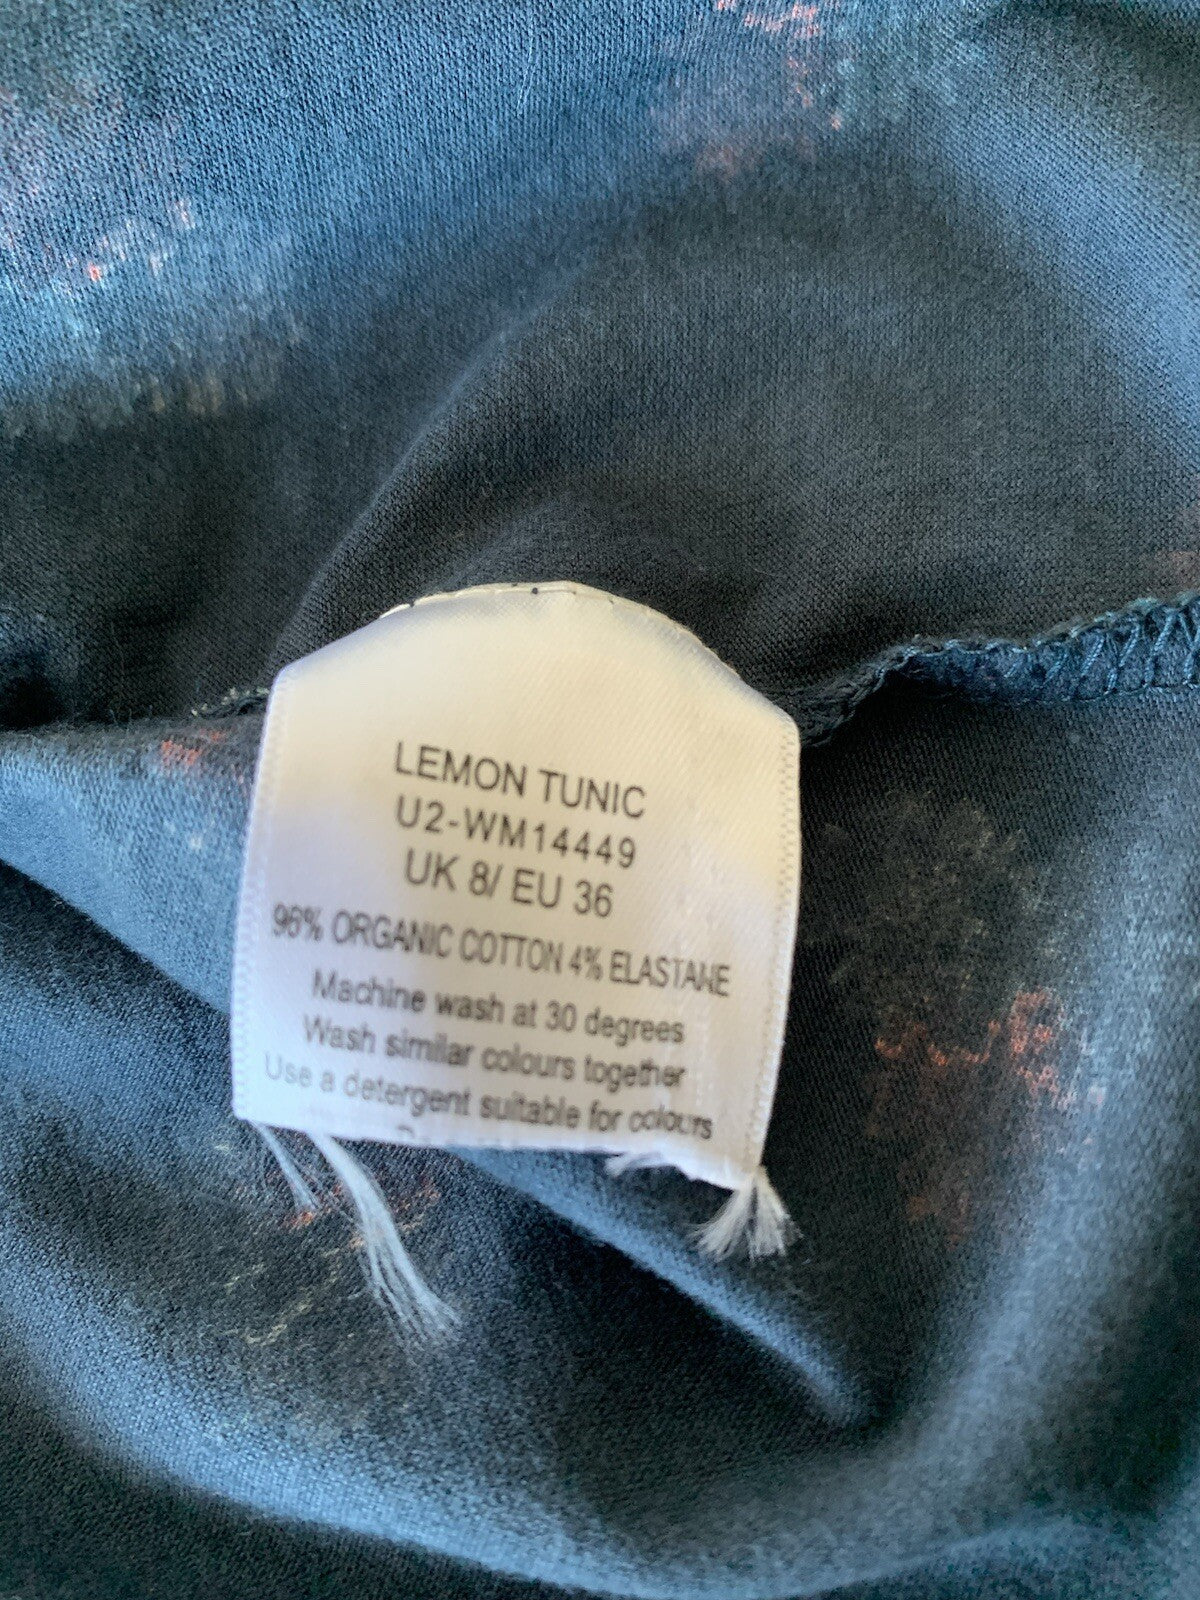 LEMON TUNIC
U2-WM14449
UK 8/ EU 36
96% ORGANIC COTTON 4% ELASTANE
Machine wash at 30 degrees
Wash similar colours together
Use a detergent suitable for colours